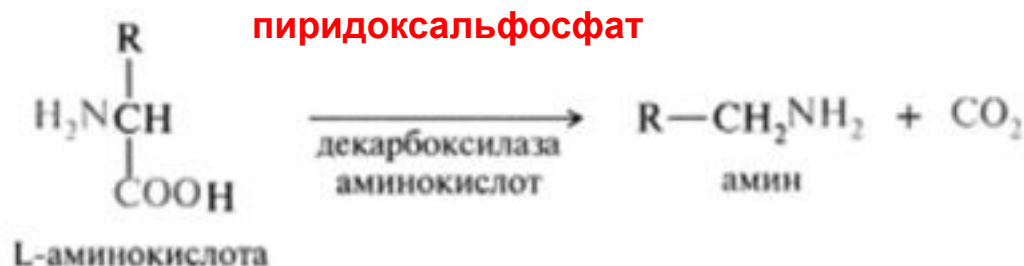 пиридоксальфосфат
R
H₂NCH
COOH
L-аминокислота
декарбоксилаза
аминокислот
R—CH₂NH₂ + CO₂
амин